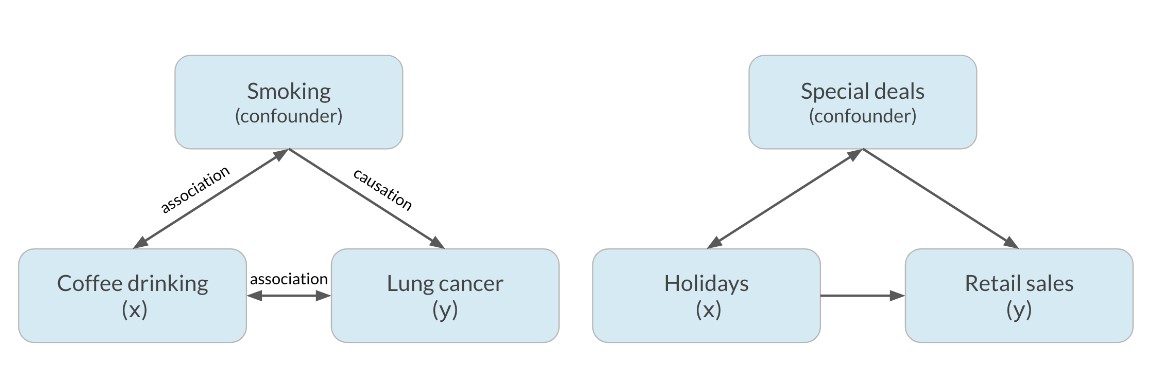 Smoking
(confounder)
association
causation
Coffee drinking
(x)
association
Lung cancer
(y)
Special deals
(confounder)
Holidays
(x)
Retail sales
(y)